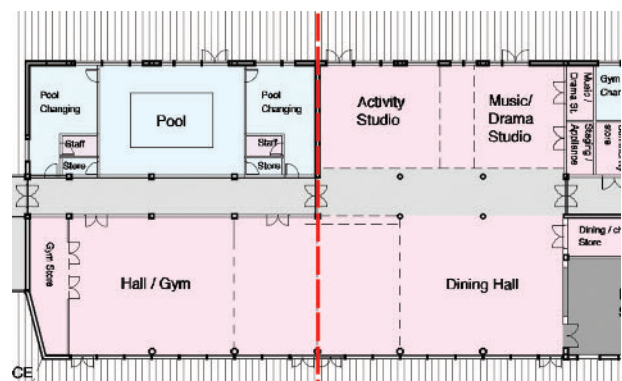 Pool
Changing
Pool
Pool
Changing
Staff
Store
Staff
Store
Activity
Studio
Music/
Drama
Studio
Music /
Drama St.
Staging /
Appliance
Gym
store
Gym Store
Hall / Gym
Dining Hall
Dining /
Store
CE